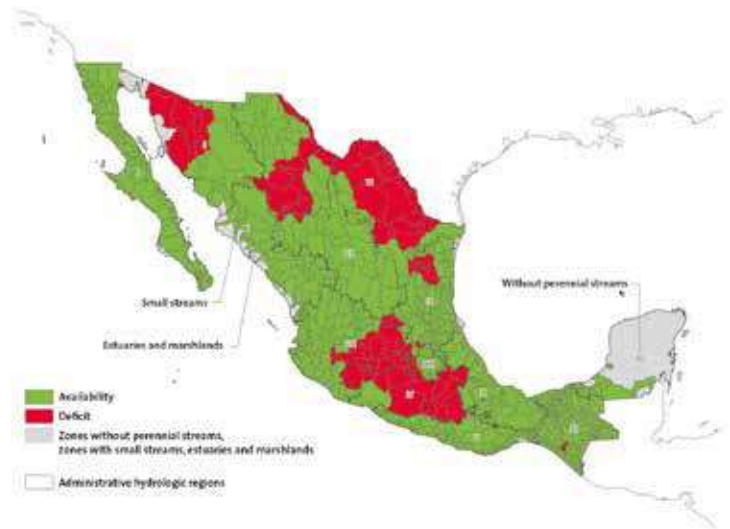 Small streams
Estuaries and marshlands
Without perennial streams
Availability
Deficit
Zones without perennial streams,
zones with small streams, estuaries and marshlands
Administrative hydrologic regions